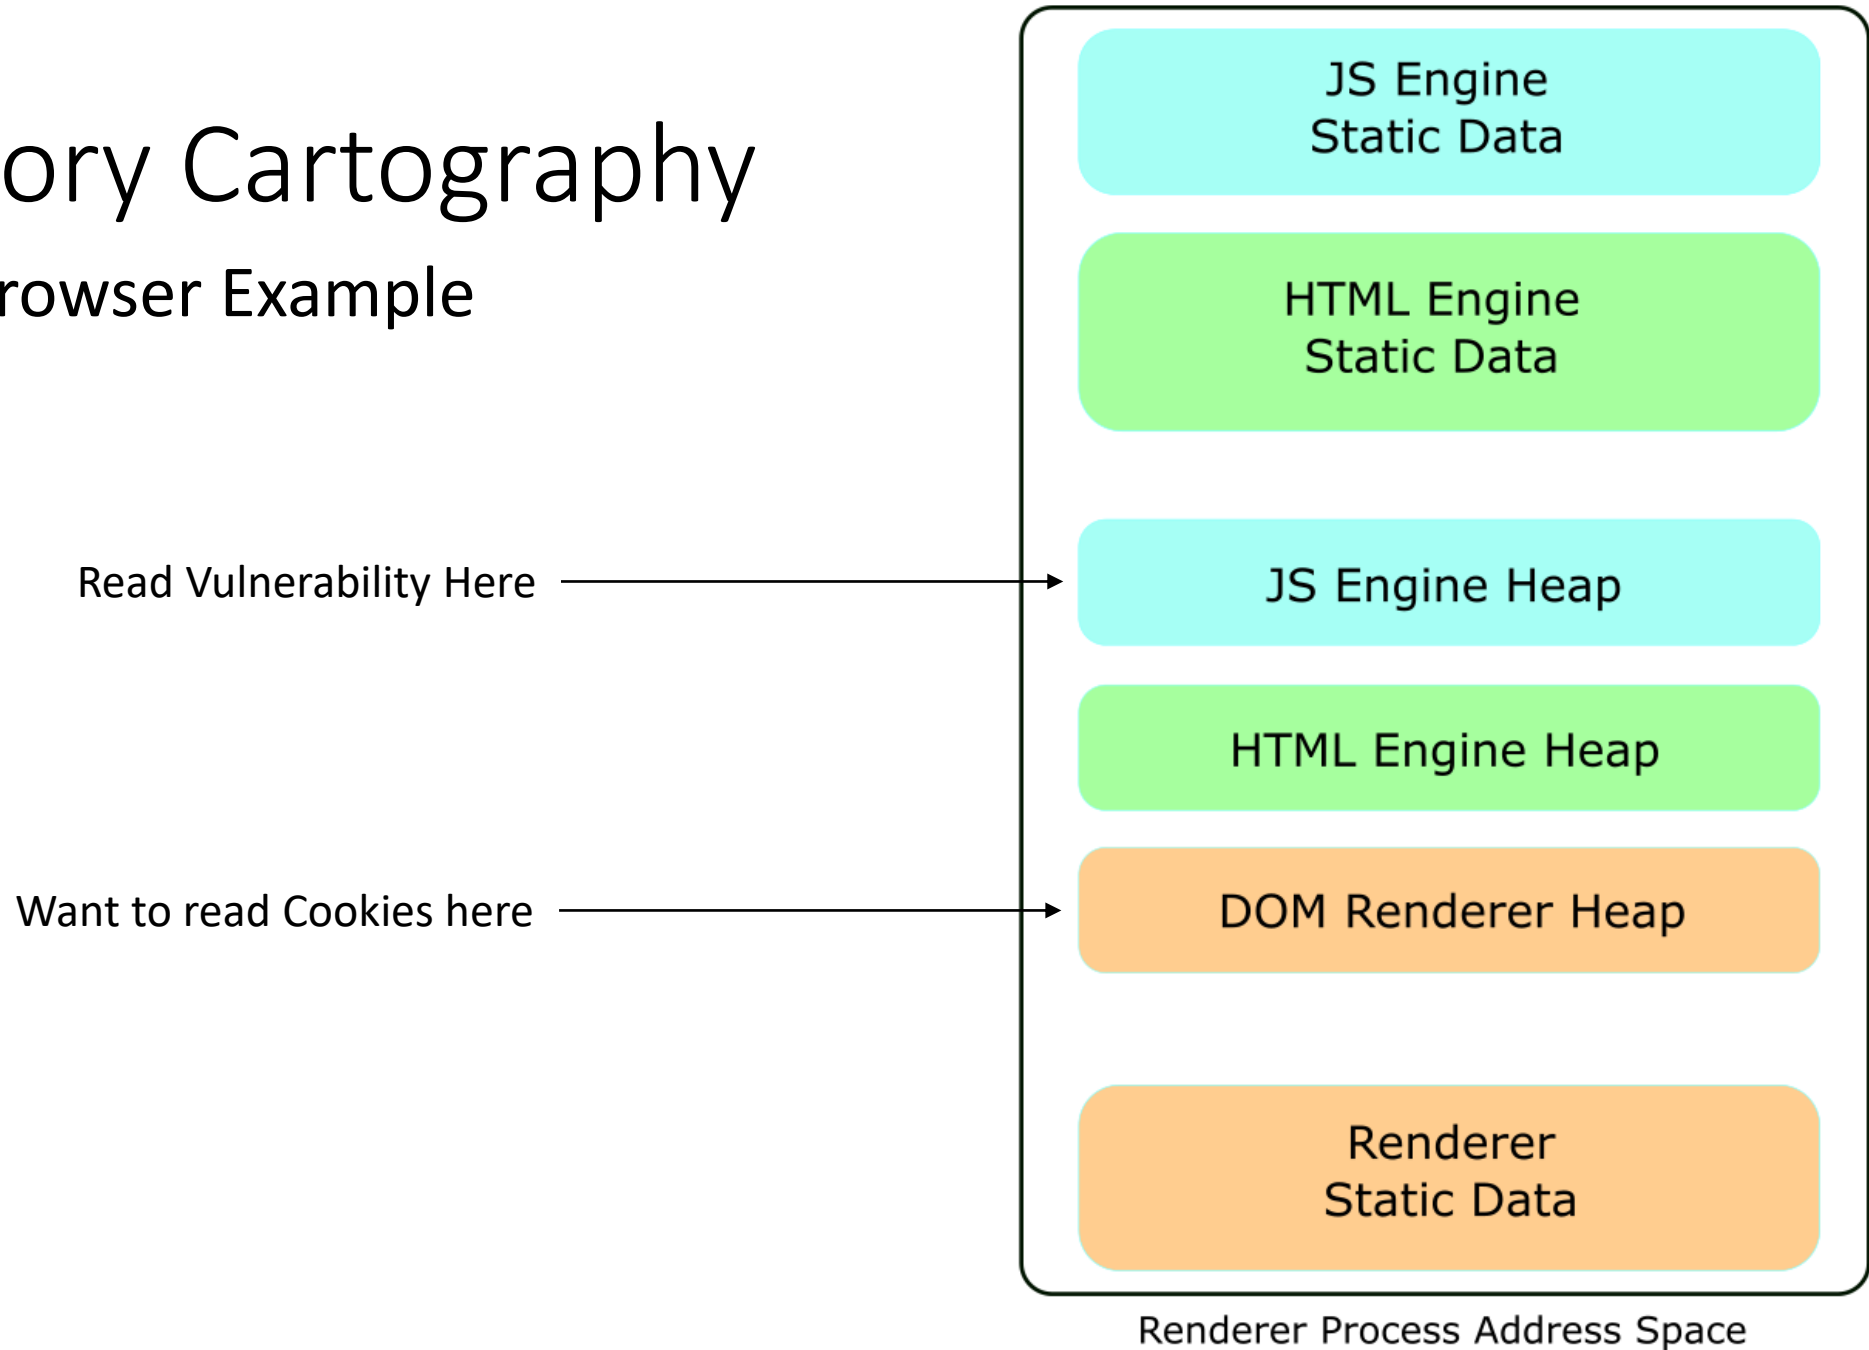 ory Cartography
rowser Example
JS Engine
Static Data
HTML Engine
Static Data
Read Vulnerability Here
JS Engine Heap
HTML Engine Heap
Want to read Cookies here
DOM Renderer Heap
Renderer
Static Data
Renderer Process Address Space